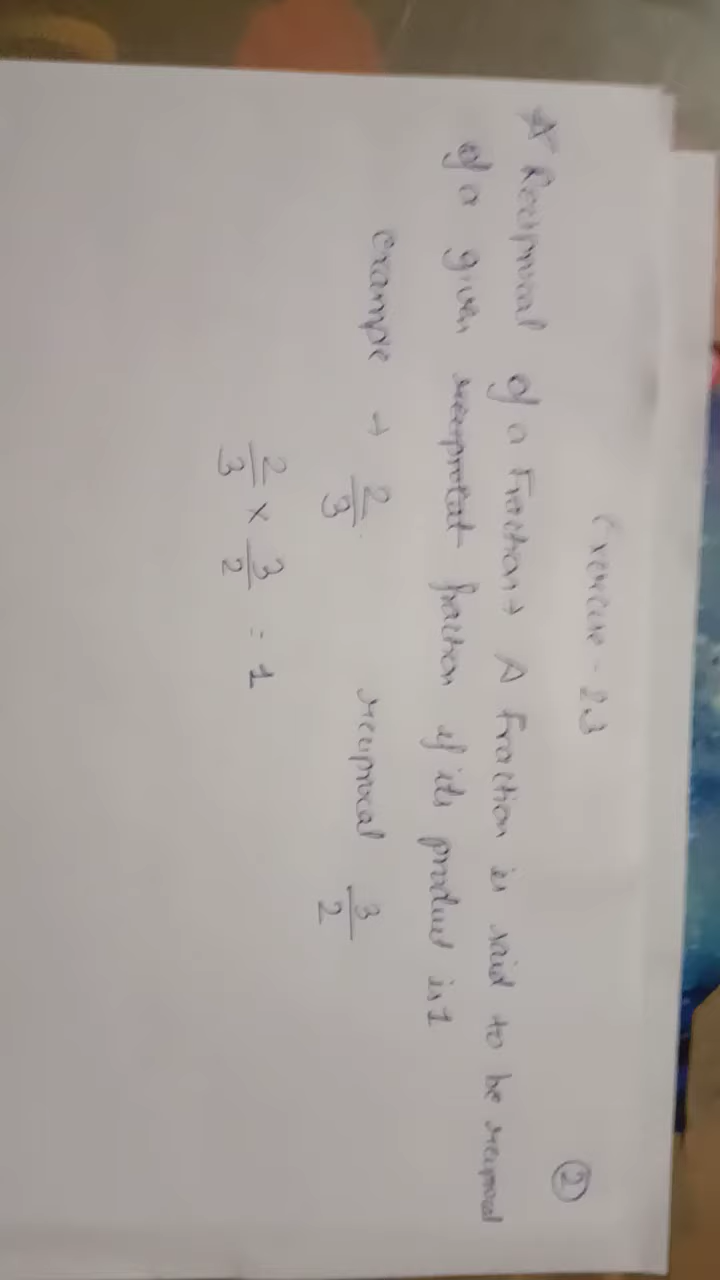 Exercise - 2.3
②
* Reciprocal of a Fraction → A Fraction is said to be reciprocal
of a given fraction if its product is 1
example → 2/3 reciprocal 3/2
2/3 × 3/2 = 1